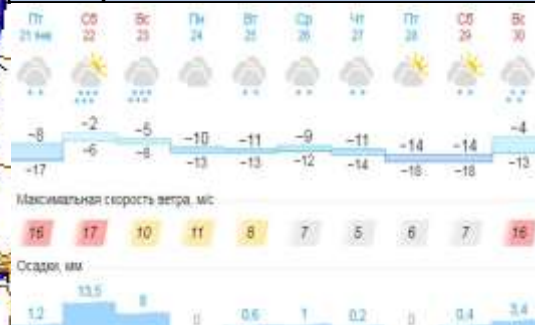 Пт Сб Вс Пн Вт Ср Чт Пт Сб Вс
21 янв 22 23 24 25 26 27 28 29 30
-8 -2 -5 -10 -11 -9 -11 -14 -14 -4
-17 -6 -8 -13 -13 -12 -14 -18 -18 -13
Максимальная скорость ветра, м/с
16 17 10 11 8 7 5 6 7 16
Осадки, мм
1,2 13,5 8 0 0,6 1 0,2 0 0,4 3,4